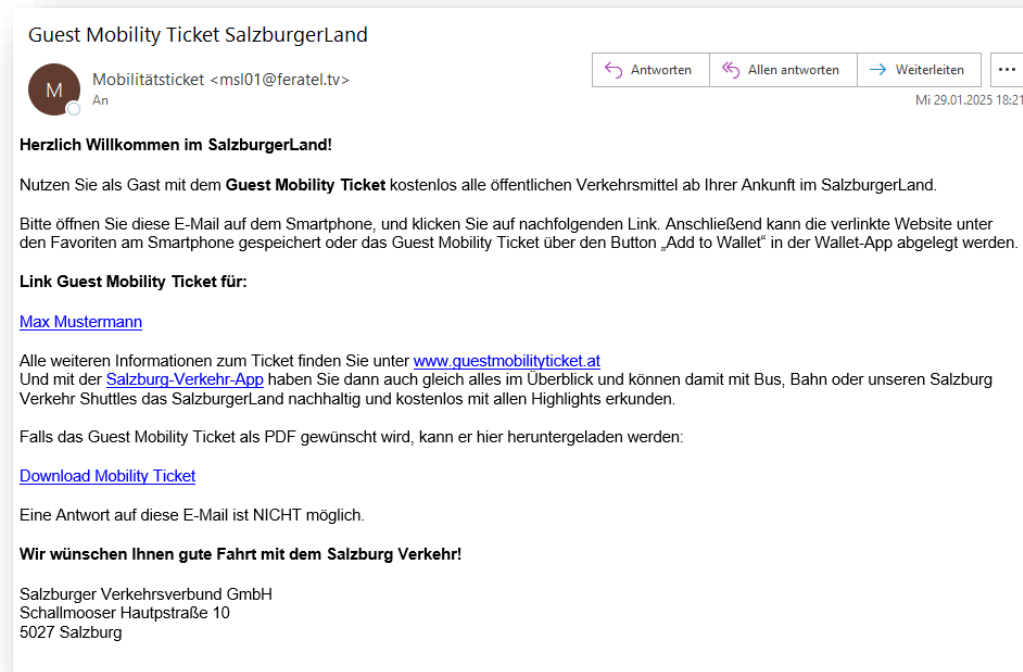 Guest Mobility Ticket SalzburgerLand
M
Mobilitätsticket <msl01@feratel.tv>
An
Antworten
Allen antworten
Weiterleiten
...
Mi 29.01.2025 18:21
Herzlich Willkommen im SalzburgerLand!
Nutzen Sie als Gast mit dem Guest Mobility Ticket kostenlos alle öffentlichen Verkehrsmittel ab Ihrer Ankunft im SalzburgerLand.
Bitte öffnen Sie diese E-Mail auf dem Smartphone, und klicken Sie auf nachfolgenden Link. Anschließend kann die verlinkte Website unter
den Favoriten am Smartphone gespeichert oder das Guest Mobility Ticket über den Button „Add to Wallet“ in der Wallet-App abgelegt werden.
Link Guest Mobility Ticket für:
Max Mustermann
Alle weiteren Informationen zum Ticket finden Sie unter www.guestmobilityticket.at
Und mit der Salzburg-Verkehr-App haben Sie dann auch gleich alles im Überblick und können damit mit Bus, Bahn oder unseren Salzburg
Verkehr Shuttles das SalzburgerLand nachhaltig und kostenlos mit allen Highlights erkunden.
Falls das Guest Mobility Ticket als PDF gewünscht wird, kann er hier heruntergeladen werden:
Download Mobility Ticket
Eine Antwort auf diese E-Mail ist NICHT möglich.
Wir wünschen Ihnen gute Fahrt mit dem Salzburg Verkehr!
Salzburger Verkehrsverbund GmbH
Schallmooser Hautpstraße 10
5027 Salzburg